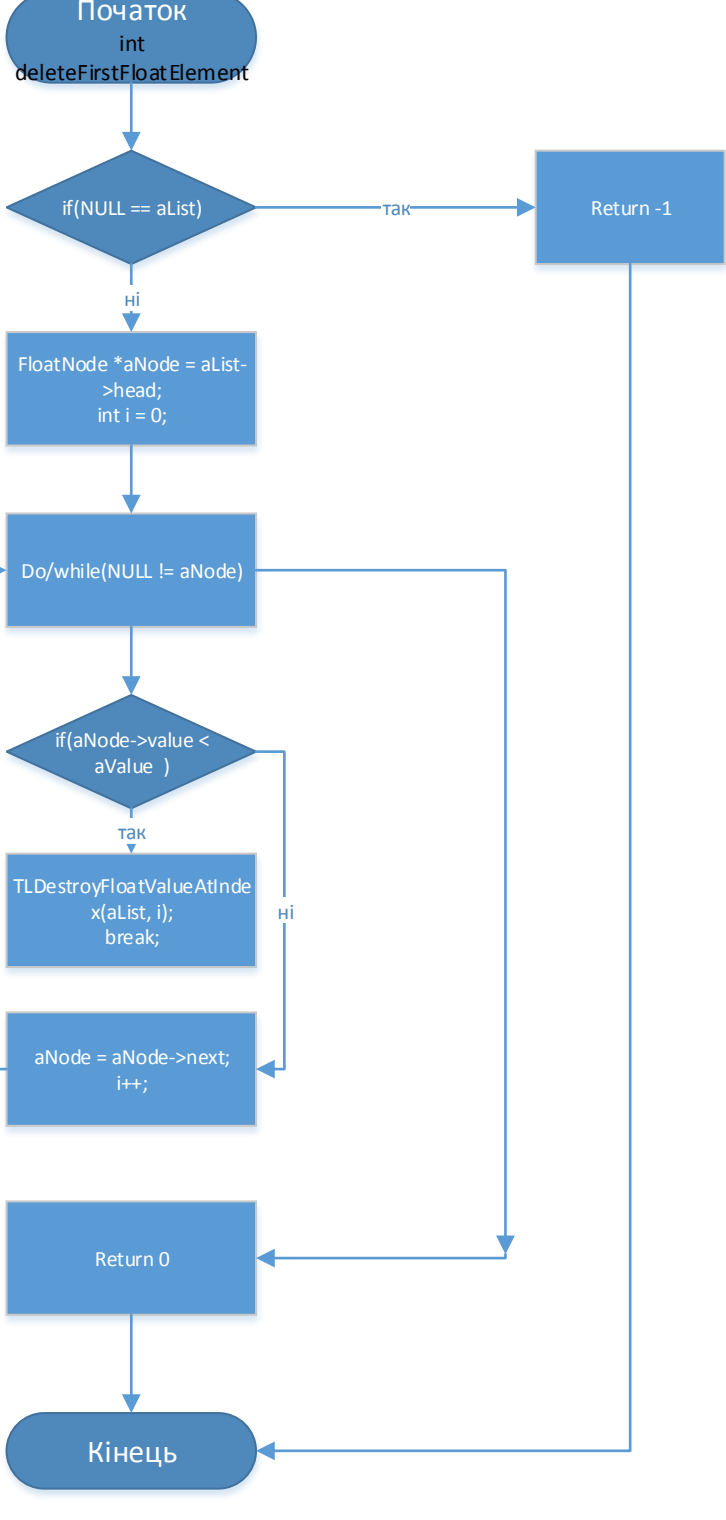 Початок
int
deleteFirstFloatElement
if(NULL == aList)
так
Return -1
ні
FloatNode *aNode = aList-
>head;
int i = 0;
Do/while(NULL != aNode)
if(aNode->value <
aValue )
так
TLDestroyFloatValueAtInde
x(aList, i);
break;
ні
aNode = aNode->next;
i++;
Return 0
Кінець